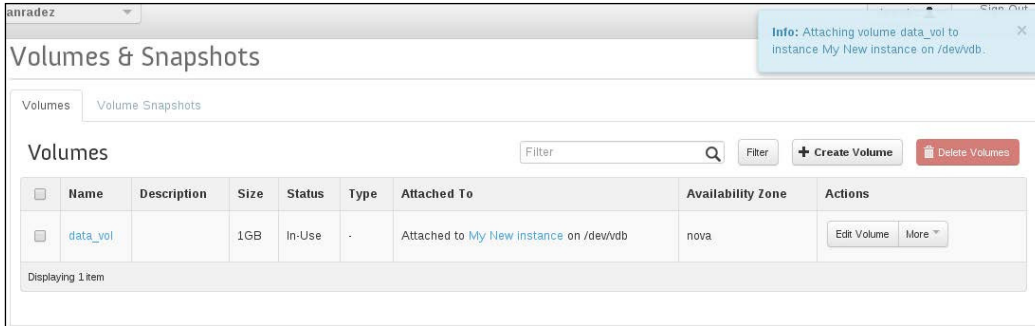 anradez
Sign Out
Info: Attaching volume data_vol to
instance My New instance on /dev/vdb.
Volumes & Snapshots
Volumes Volume Snapshots
Volumes
Filter Filter + Create Volume Delete Volumes
Name Description Size Status Type Attached To Availability Zone Actions
data_vol 1GB In-Use - Attached to My New instance on /dev/vdb nova Edit Volume More
Displaying 1 item